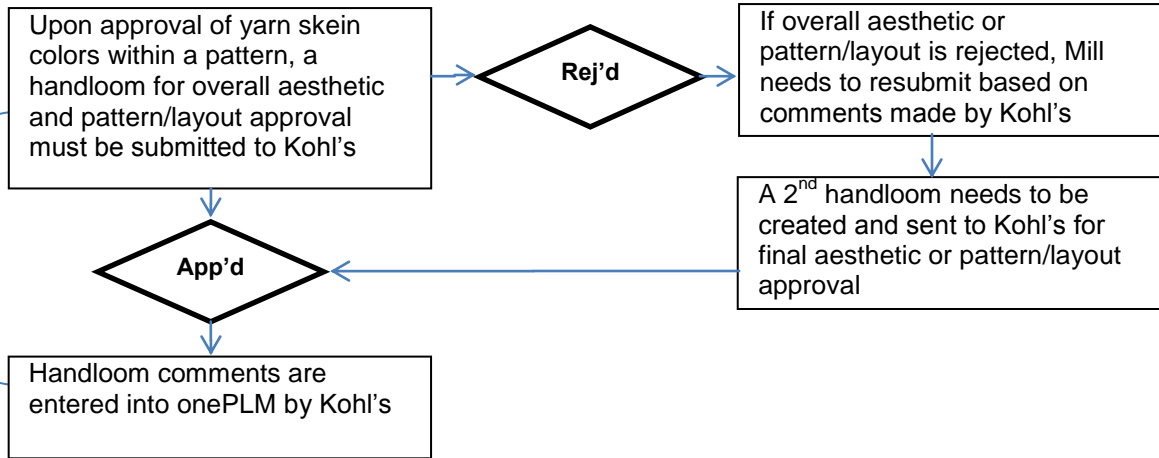 Upon approval of yarn skein
colors within a pattern, a
handloom for overall aesthetic
and pattern/layout approval
must be submitted to Kohl’s
Rej’d
If overall aesthetic or
pattern/layout is rejected, Mill
needs to resubmit based on
comments made by Kohl’s
A 2nd handloom needs to be
created and sent to Kohl’s for
final aesthetic or pattern/layout
approval
App’d
Handloom comments are
entered into onePLM by Kohl’s